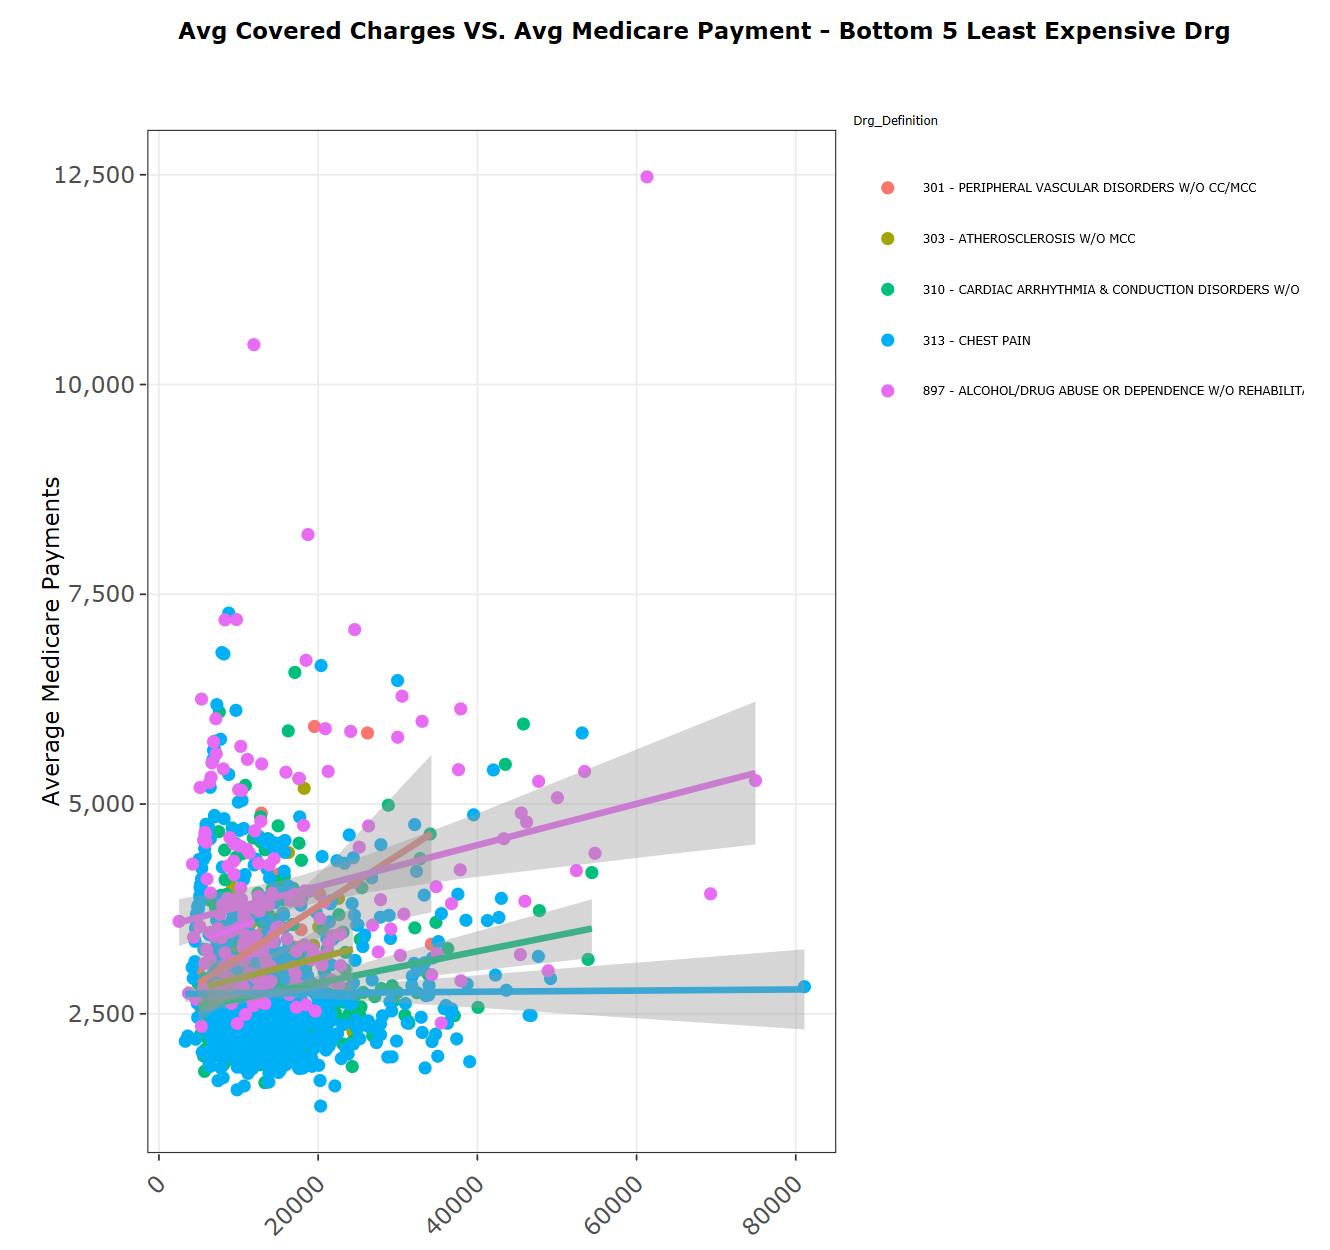 Avg Covered Charges VS. Avg Medicare Payment - Bottom 5 Least Expensive Drg
Drg_Definition
301 - PERIPHERAL VASCULAR DISORDERS W/O CC/MCC
303 - ATHEROSCLEROSIS W/O MCC
310 - CARDIAC ARRHYTHMIA & CONDUCTION DISORDERS W/O
313 - CHEST PAIN
897 - ALCOHOL/DRUG ABUSE OR DEPENDENCE W/O REHABILIT
Average Medicare Payments
12,500
10,000
7,500
5,000
2,500
0
20000
40000
60000
80000